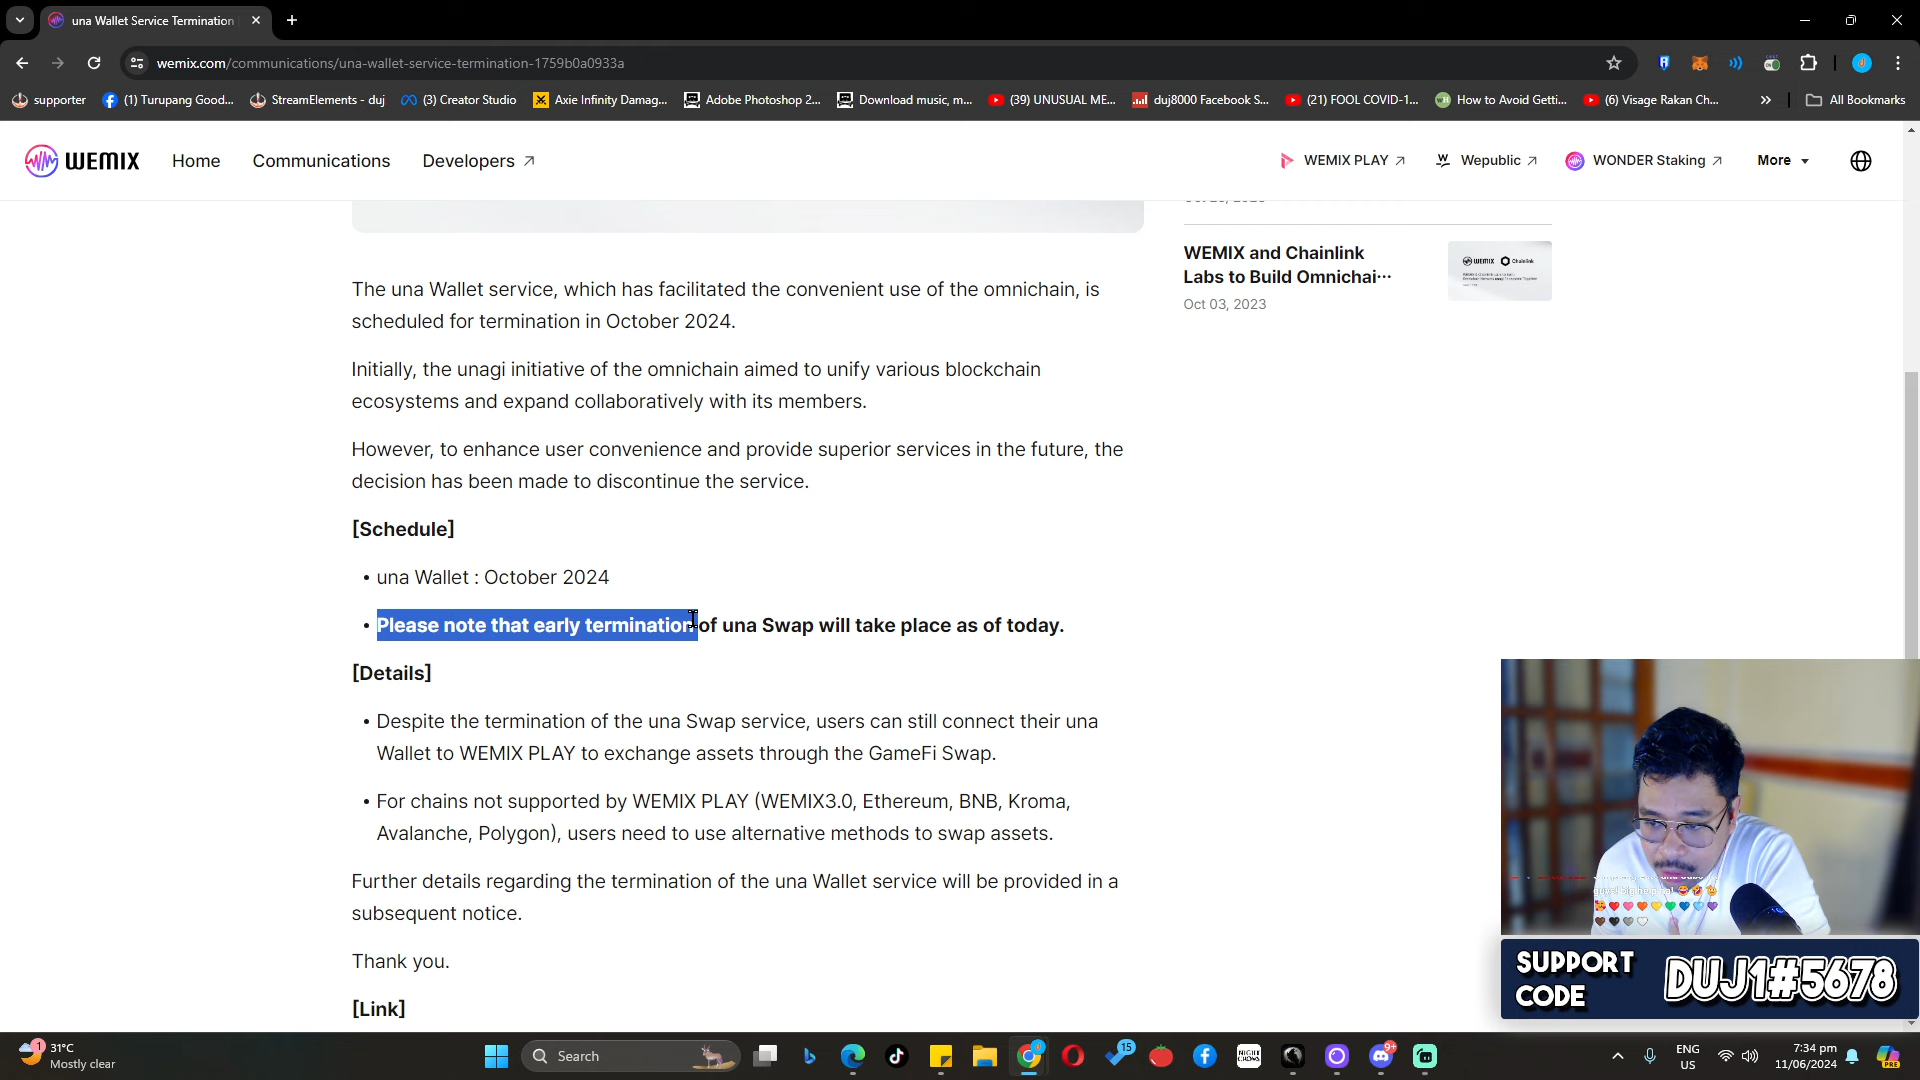 una Wallet Service Termination
wemix.com/communications/una-wallet-service-termination-1759b0a0933a
supporter
(1) Turupang Good...
StreamElements - duj
(3) Creator Studio
Axie Infinity Damag...
Adobe Photoshop 2...
Download music, m...
(39) UNUSUAL ME...
duj8000 Facebook S...
(21) FOOL COVID-1...
How to Avoid Getti...
(6) Visage Rakan Ch...
All Bookmarks
WEMIX
Home
Communications
Developers
WEMIX PLAY
Wepublic
WONDER Staking
More
The una Wallet service, which has facilitated the convenient use of the omnichain, is
scheduled for termination in October 2024.
Initially, the unagi initiative of the omnichain aimed to unify various blockchain
ecosystems and expand collaboratively with its members.
However, to enhance user convenience and provide superior services in the future, the
decision has been made to discontinue the service.
[Schedule]
• una Wallet : October 2024
• Please note that early termination of una Swap will take place as of today.
[Details]
• Despite the termination of the una Swap service, users can still connect their una
Wallet to WEMIX PLAY to exchange assets through the GameFi Swap.
• For chains not supported by WEMIX PLAY (WEMIX3.0, Ethereum, BNB, Kroma,
Avalanche, Polygon), users need to use alternative methods to swap assets.
Further details regarding the termination of the una Wallet service will be provided in a
subsequent notice.
Thank you.
[Link]
WEMIX and Chainlink
Labs to Build Omnichai···
Oct 03, 2023
WEMIX
Chainlink
SUPPORT
CODE
DUJ1#5678
1
31°C
Mostly clear
Search
15
NIGHT
CROWS
9+
ENG
US
7:34 pm
11/06/2024
PRE